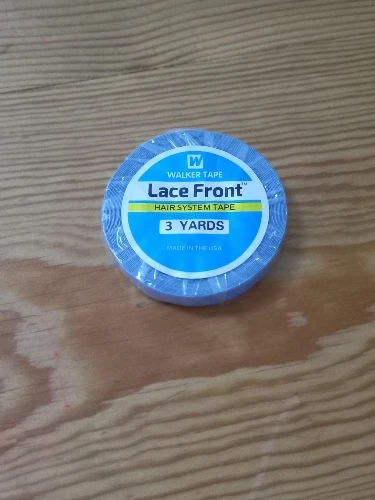 W
WALKER TAPE
Lace Front™
HAIR SYSTEM TAPE
3 YARDS
MADE IN THE USA